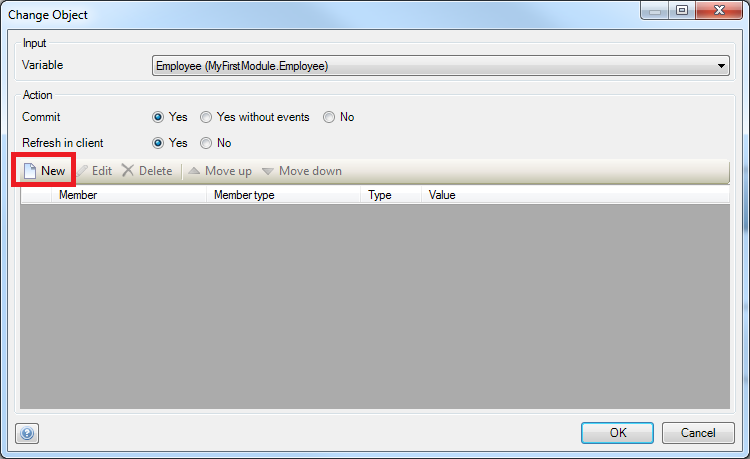 Change Object
Input
Variable Employee (MyFirstModule.Employee)
Action
Commit Yes Yes without events No
Refresh in client Yes No
New Edit Delete Move up Move down
Member Member type Type Value
? OK Cancel